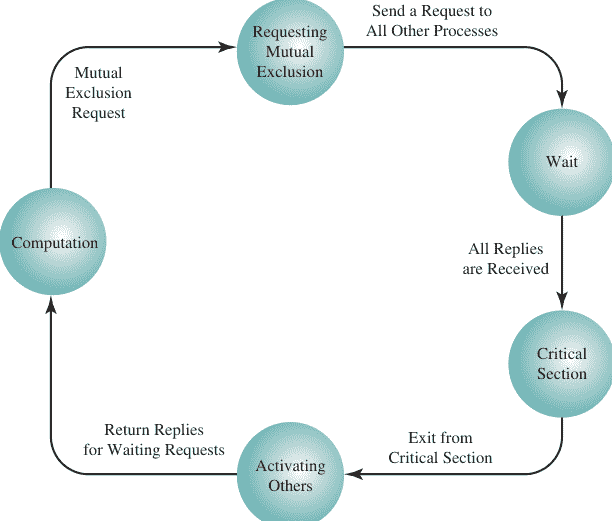 Send a Request to
All Other Processes
Requesting
Mutual
Exclusion
Mutual
Exclusion
Request
Wait
Computation
All Replies
are Received
Critical
Section
Return Replies
for Waiting Requests
Exit from
Critical Section
Activating
Others